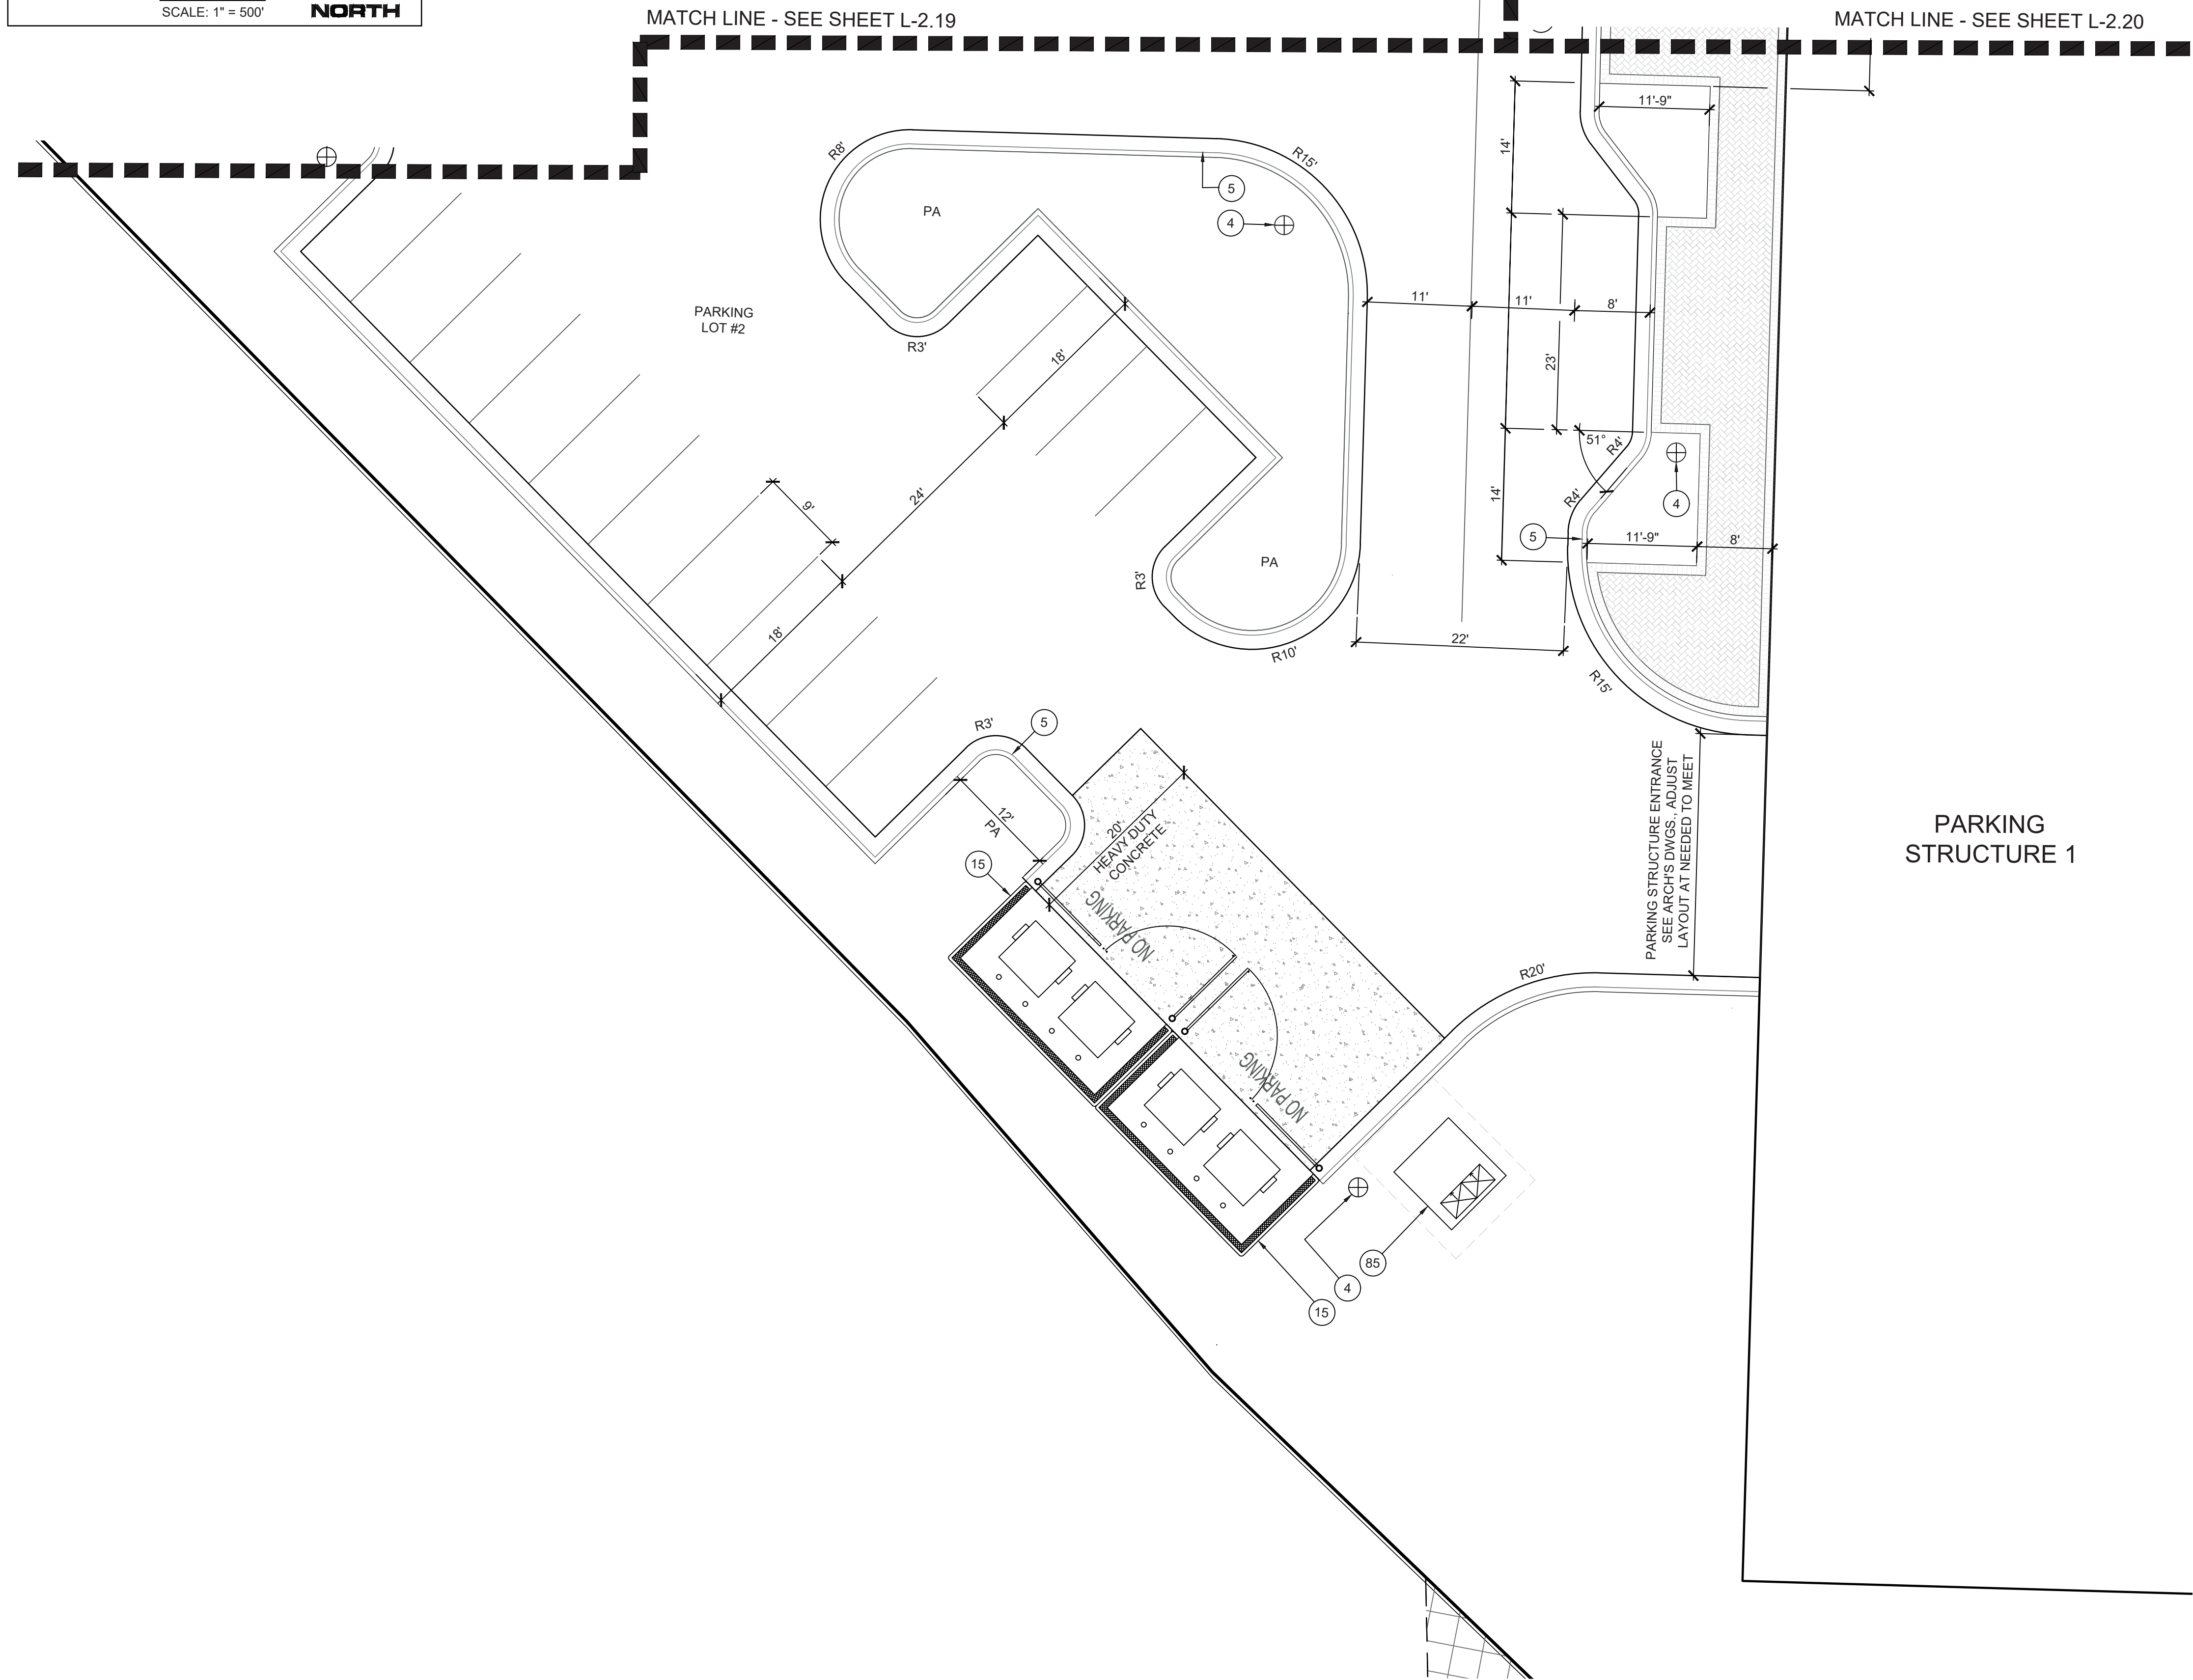 SCALE: 1" = 500'
NORTH
MATCH LINE - SEE SHEET L-2.19
MATCH LINE - SEE SHEET L-2.20
11'-9"
14'
R8'
R15'
5
4
PA
PARKING
LOT #2
R3'
18'
11'
11'
8'
23'
51°
R4'
R4'
4
14'
24'
9'
5
11'-9"
8'
PA
R3'
18'
22'
R10'
R15'
R3'
5
12'
PA
20'
HEAVY DUTY
CONCRETE
15
NO PARKING
NO PARKING
PARKING STRUCTURE ENTRANCE
SEE ARCH'S DWGS., ADJUST
LAYOUT AT NEEDED TO MEET
PARKING
STRUCTURE 1
R20'
85
4
15